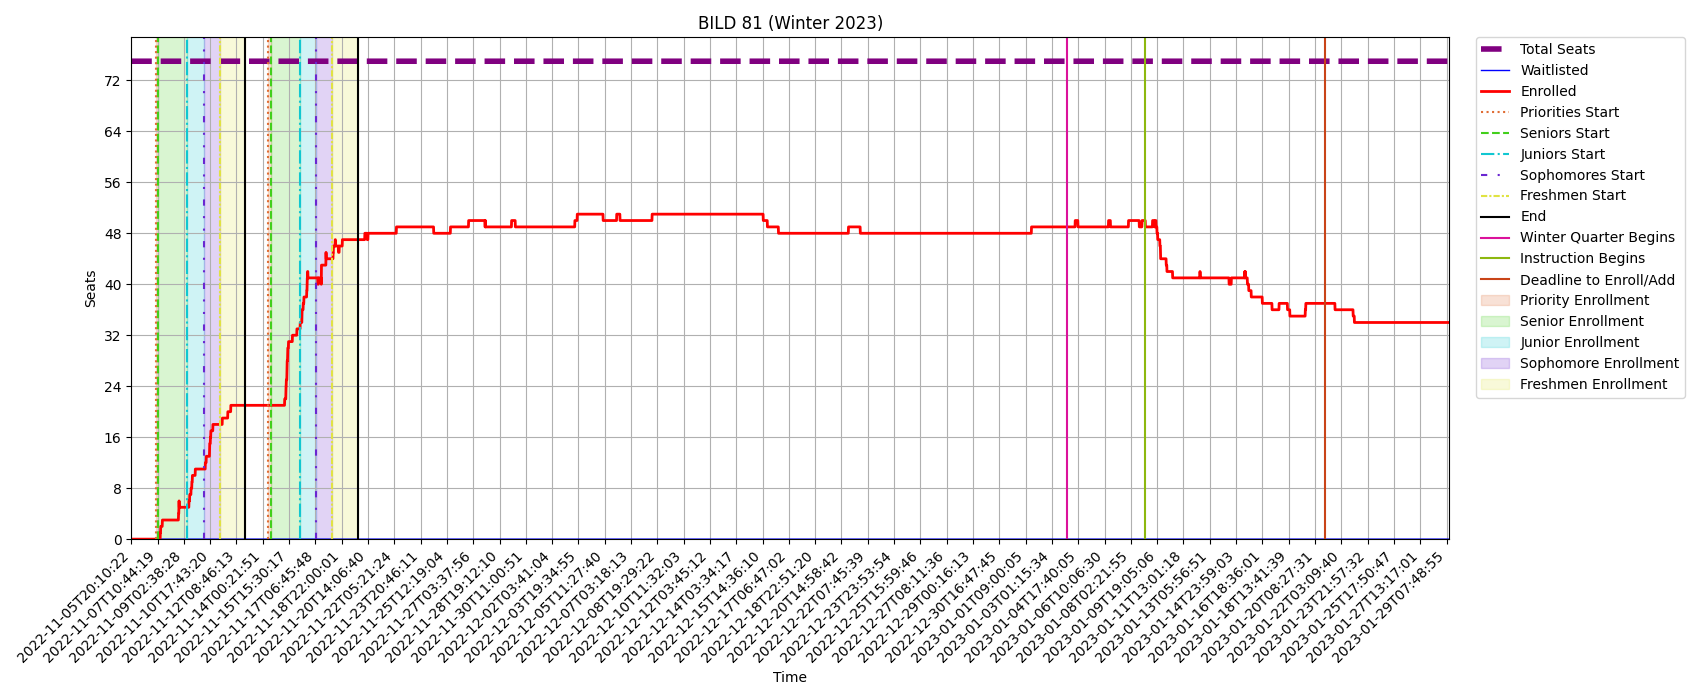 BILD 81 (Winter 2023)
Total Seats
Waitlisted
Enrolled
Priorities Start
Seniors Start
Juniors Start
Sophomores Start
Freshmen Start
End
Winter Quarter Begins
Instruction Begins
Deadline to Enroll/Add
Priority Enrollment
Senior Enrollment
Junior Enrollment
Sophomore Enrollment
Freshmen Enrollment
Seats
72
64
56
48
40
32
24
16
8
0
2022-11-05T20:10:22
2022-11-07T10:44:19
2022-11-09T02:38:28
2022-11-10T17:43:20
2022-11-12T08:46:13
2022-11-14T00:21:51
2022-11-15T15:30:17
2022-11-17T06:45:48
2022-11-18T22:00:01
2022-11-20T14:06:40
2022-11-22T05:21:24
2022-11-23T20:46:11
2022-11-25T12:19:04
2022-11-27T03:37:56
2022-11-28T19:12:10
2022-11-30T11:00:51
2022-12-02T03:41:04
2022-12-03T19:34:55
2022-12-05T11:27:40
2022-12-07T03:18:13
2022-12-08T19:29:22
2022-12-10T11:32:03
2022-12-12T03:45:12
2022-12-14T03:34:17
2022-12-15T14:36:10
2022-12-17T06:47:02
2022-12-18T22:51:20
2022-12-20T14:58:42
2022-12-22T07:45:39
2022-12-23T23:53:54
2022-12-25T15:59:46
2022-12-27T08:11:36
2022-12-29T00:16:13
2022-12-30T16:47:45
2023-01-01T09:00:05
2023-01-03T01:15:34
2023-01-04T17:40:05
2023-01-06T10:06:30
2023-01-08T02:21:55
2023-01-09T19:05:06
2023-01-11T13:01:18
2023-01-13T05:56:51
2023-01-14T23:59:03
2023-01-16T18:36:01
2023-01-18T13:41:39
2023-01-20T08:27:31
2023-01-22T03:09:40
2023-01-23T21:57:32
2023-01-25T17:50:47
2023-01-27T13:17:01
2023-01-29T07:48:55
Time